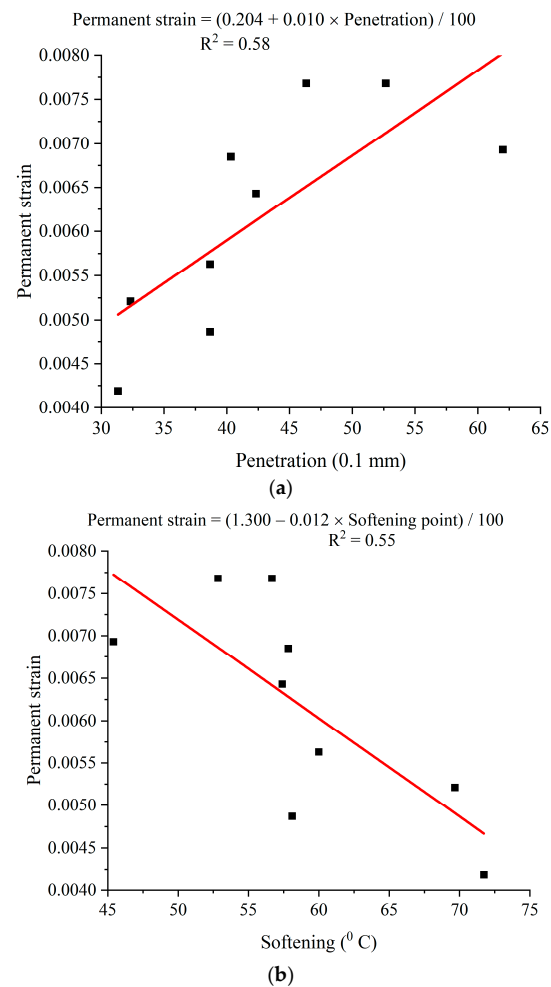 Permanent strain = (0.204 + 0.010 × Penetration) / 100
R² = 0.58
0.0080
0.0075
0.0070
0.0065
0.0060
0.0055
0.0050
0.0045
0.0040
Permanent strain
30 35 40 45 50 55 60 65
Penetration (0.1 mm)
(a)
Permanent strain = (1.300 – 0.012 × Softening point) / 100
R² = 0.55
0.0080
0.0075
0.0070
0.0065
0.0060
0.0055
0.0050
0.0045
0.0040
Permanent strain
45 50 55 60 65 70 75
Softening (⁰ C)
(b)